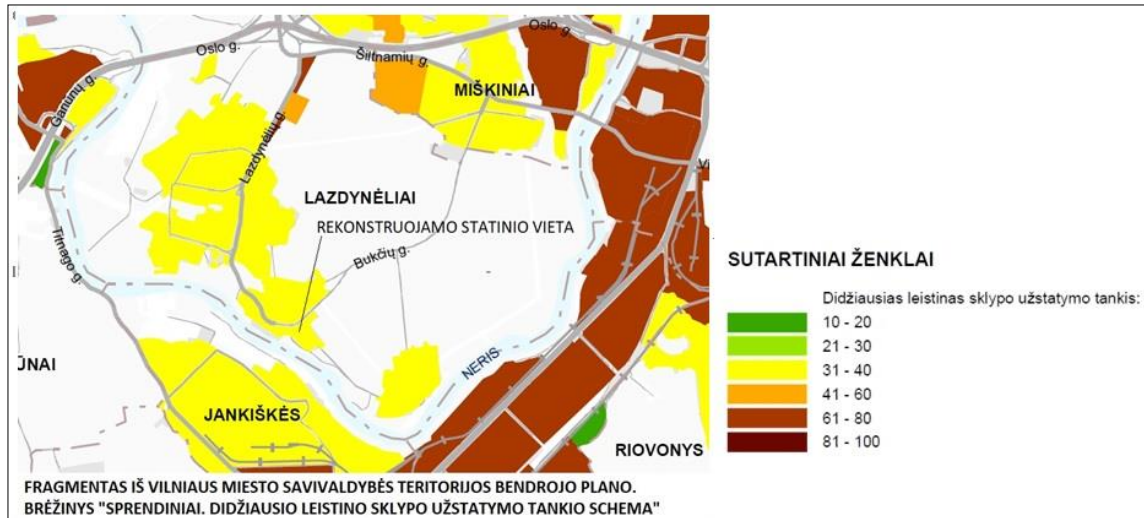 Oslo g.
Oslo g.
Šiltnamių g.
MIŠKINIAI
Gariūnų g.
Lazdynėlių g.
LAZDYNĖLIAI
REKONSTRUOJAMO STATINIO VIETA
Bukčių g.
Titnago g.
NERIS
ŪNAI
JANKIŠKĖS
RIOVONYS
SUTARTINIAI ŽENKLAI
Didžiausias leistinas sklypo užstatymo tankis:
10 - 20
21 - 30
31 - 40
41 - 60
61 - 80
81 - 100
FRAGMENTAS IŠ VILNIAUS MIESTO SAVIVALDYBĖS TERITORIJOS BENDROJO PLANO.
BRĖŽINYS "SPRENDINIAI. DIDŽIAUSIO LEISTINO SKLYPO UŽSTATYMO TANKIO SCHEMA"